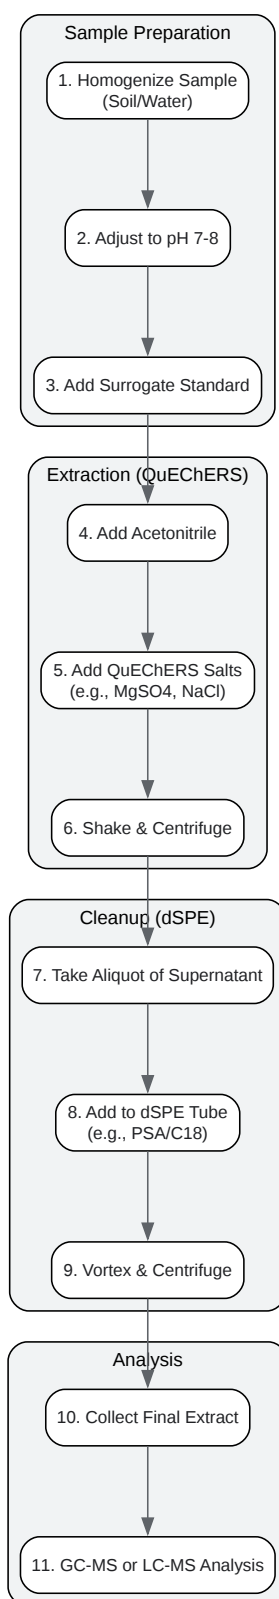 Sample Preparation
1. Homogenize Sample
(Soil/Water)
2. Adjust to pH 7-8
3. Add Surrogate Standard
Extraction (QuEChERS)
4. Add Acetonitrile
5. Add QuEChERS Salts
(e.g., MgSO4, NaCl)
6. Shake & Centrifuge
Cleanup (dSPE)
7. Take Aliquot of Supernatant
8. Add to dSPE Tube
(e.g., PSA/C18)
9. Vortex & Centrifuge
Analysis
10. Collect Final Extract
11. GC-MS or LC-MS Analysis